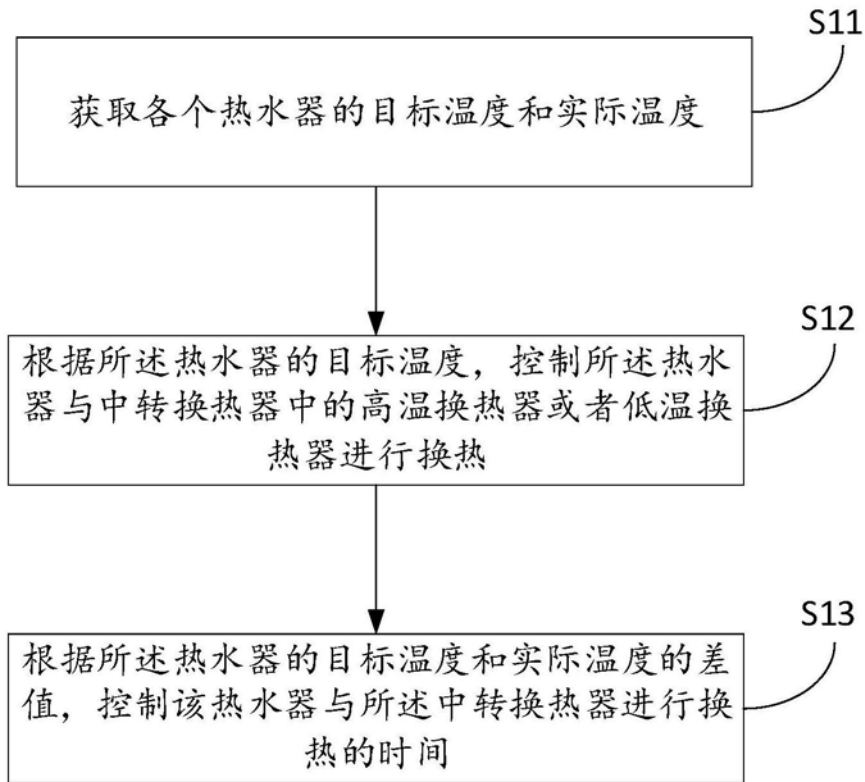 S11
获取各个热水器的目标温度和实际温度
S12
根据所述热水器的目标温度，控制所述热水
器与中转换热器中的高温换热器或者低温换
热器进行换热
S13
根据所述热水器的目标温度和实际温度的差
值，控制该热水器与所述中转换热器进行换
热的时间